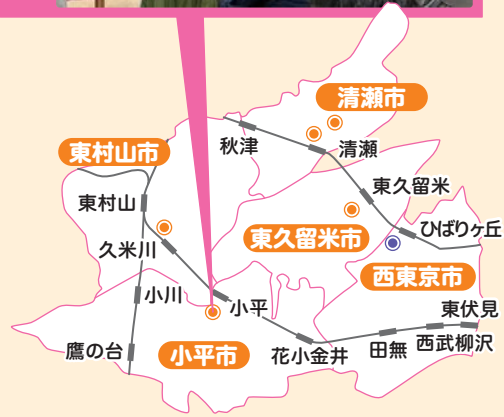 清瀬市
秋津
清瀬
東村山市
東久留米
東村山
ひばりヶ丘
久米川
東久留米市
西東京市
小川
小平
東伏見
鷹の台
小平市
花小金井
田無
西武柳沢